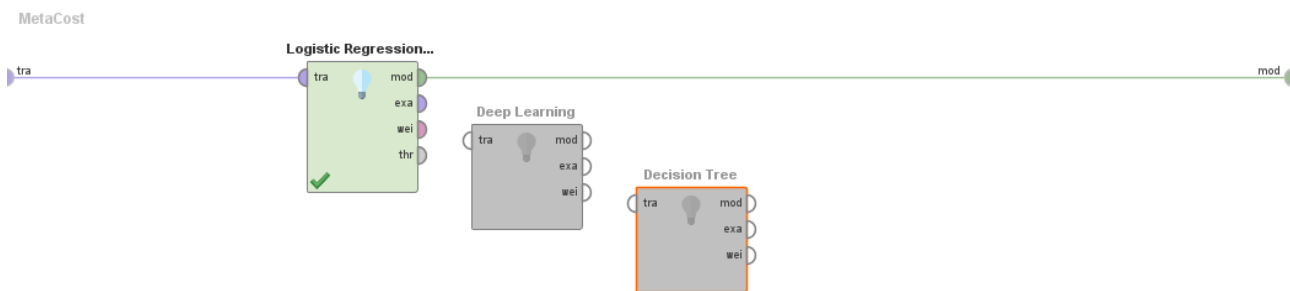 MetaCost
Logistic Regression...
tra
tra
mod
mod
exa
wei
thr
Deep Learning
tra
mod
exa
wei
Decision Tree
tra
mod
exa
wei